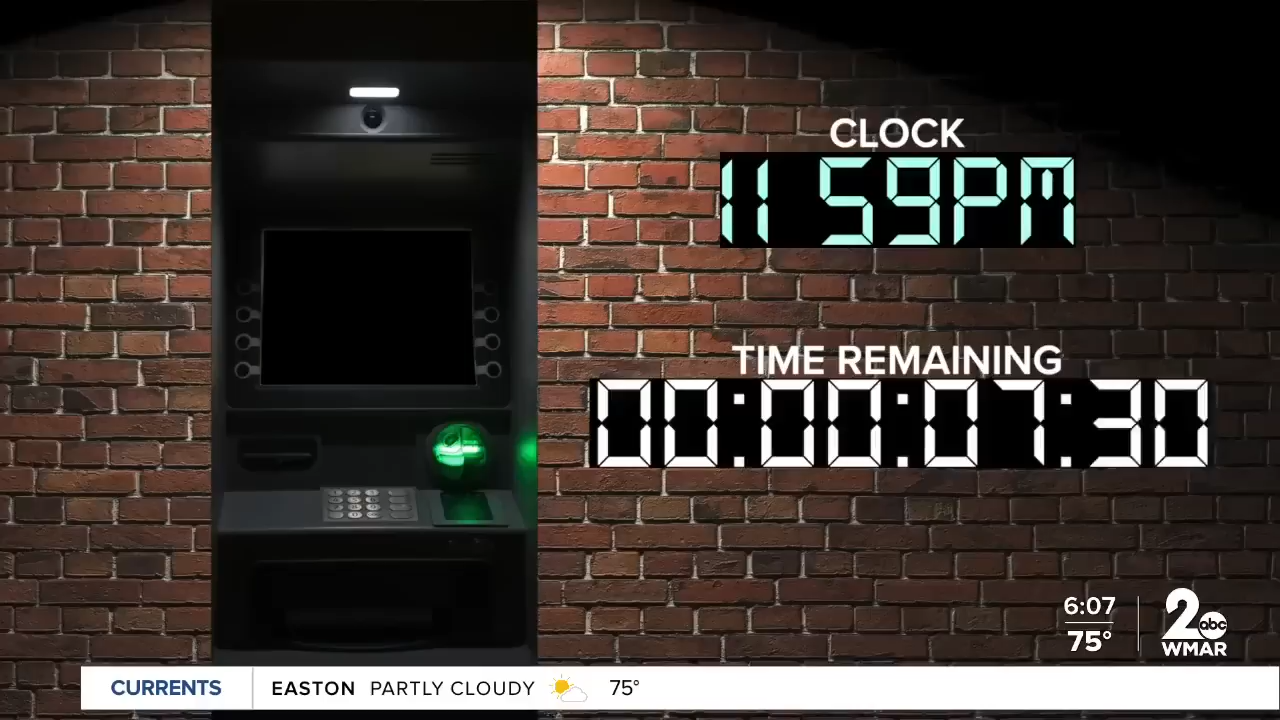 CLOCK
11 59PM
TIME REMAINING
00:00:07:30
6:07
75°
2 abc
WMAR
CURRENTS EASTON PARTLY CLOUDY 75°